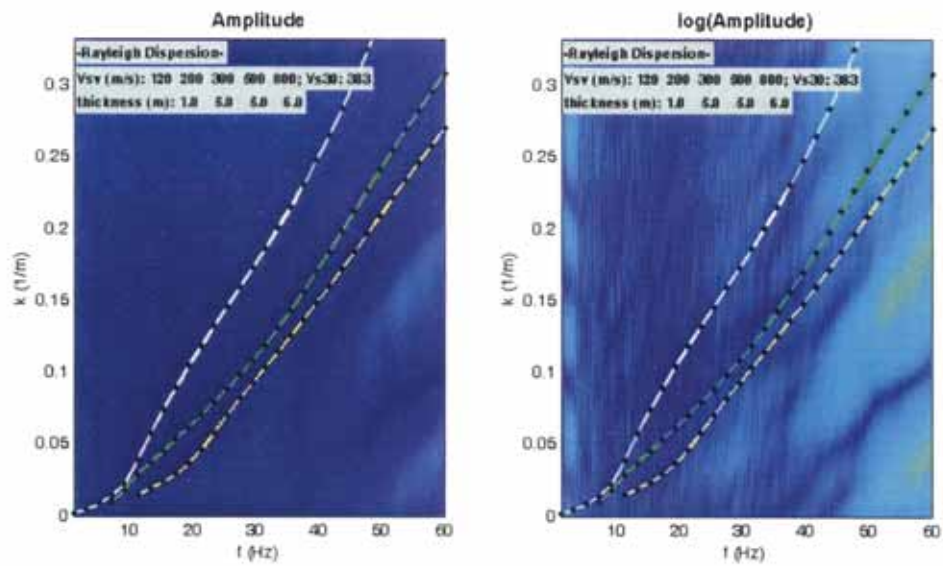 Amplitude
-Rayleigh Dispersion-
Vsv (m/s): 120 200 300 500 800; Vs30: 383
thickness (m): 1.0 5.0 5.0 6.0
0.3
0.25
0.2
0.15
0.1
0.05
0
k (1/m)
10 20 30 40 50 60
f (Hz)
log(Amplitude)
-Rayleigh Dispersion-
Vsv (m/s): 120 200 300 500 800; Vs30: 383
thickness (m): 1.0 5.0 5.0 6.0
0.3
0.25
0.2
0.15
0.1
0.05
0
k (1/m)
10 20 30 40 50 60
f (Hz)